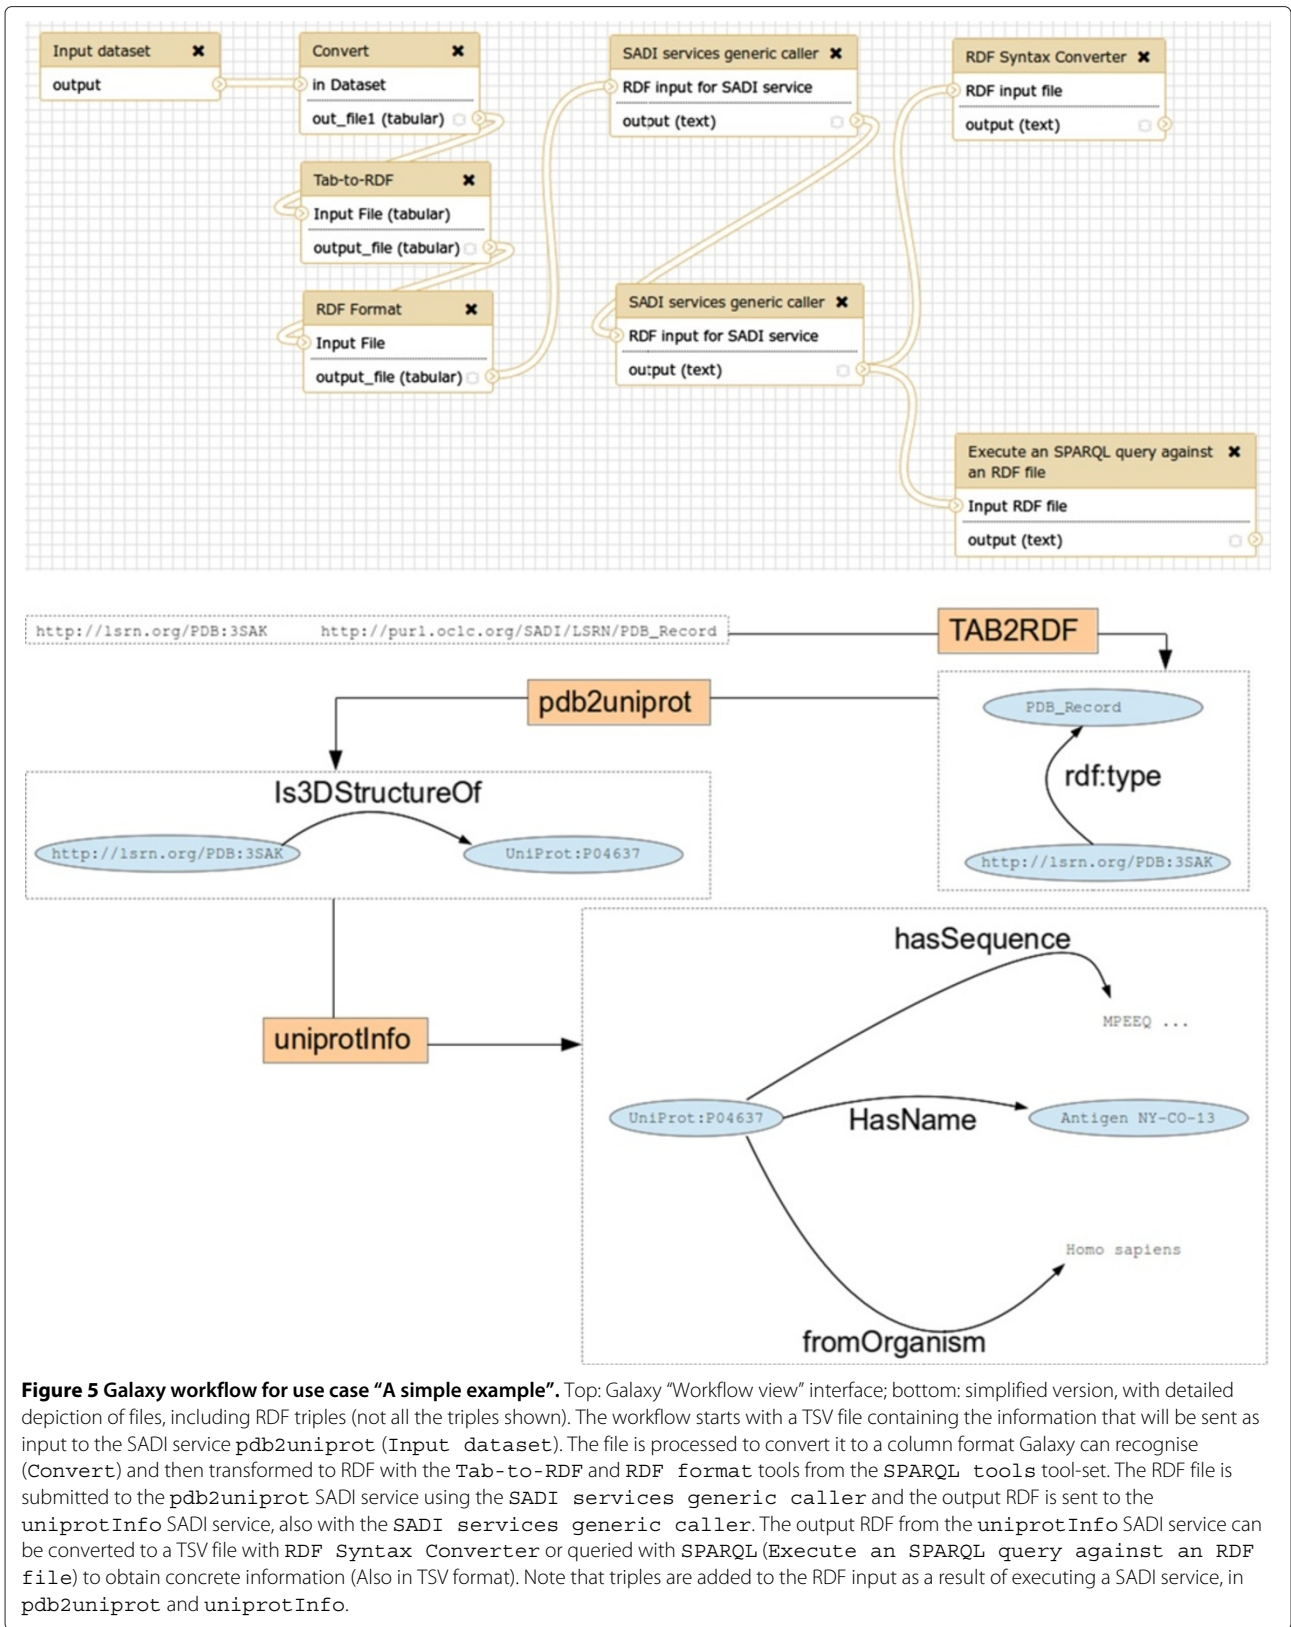 Input dataset ✖
output
Convert ✖
in Dataset
out_file1 (tabular)
Tab-to-RDF ✖
Input File (tabular)
output_file (tabular)
RDF Format ✖
Input File
output_file (tabular)
SADI services generic caller ✖
RDF input for SADI service
output (text)
SADI services generic caller ✖
RDF input for SADI service
output (text)
RDF Syntax Converter ✖
RDF input file
output (text)
Execute an SPARQL query against ✖
an RDF file
Input RDF file
output (text)
http://lsrn.org/PDB:3SAK http://purl.oclc.org/SADI/LSRN/PDB_Record
TAB2RDF
PDB_Record
rdf:type
http://lsrn.org/PDB:3SAK
pdb2uniprot
Is3DStructureOf
http://lsrn.org/PDB:3SAK
UniProt:P04637
uniprotInfo
hasSequence
MPEEQ ...
UniProt:P04637
HasName
Antigen NY-CO-13
Homo sapiens
fromOrganism
Figure 5 Galaxy workflow for use case “A simple example”. Top: Galaxy “Workflow view” interface; bottom: simplified version, with detailed
depiction of files, including RDF triples (not all the triples shown). The workflow starts with a TSV file containing the information that will be sent as
input to the SADI service pdb2uniprot (Input dataset). The file is processed to convert it to a column format Galaxy can recognise
(Convert) and then transformed to RDF with the Tab-to-RDF and RDF format tools from the SPARQL tools tool-set. The RDF file is
submitted to the pdb2uniprot SADI service using the SADI services generic caller and the output RDF is sent to the
uniprotInfo SADI service, also with the SADI services generic caller. The output RDF from the uniprotInfo SADI service can
be converted to a TSV file with RDF Syntax Converter or queried with SPARQL (Execute an SPARQL query against an RDF
file) to obtain concrete information (Also in TSV format). Note that triples are added to the RDF input as a result of executing a SADI service, in
pdb2uniprot and uniprotInfo.